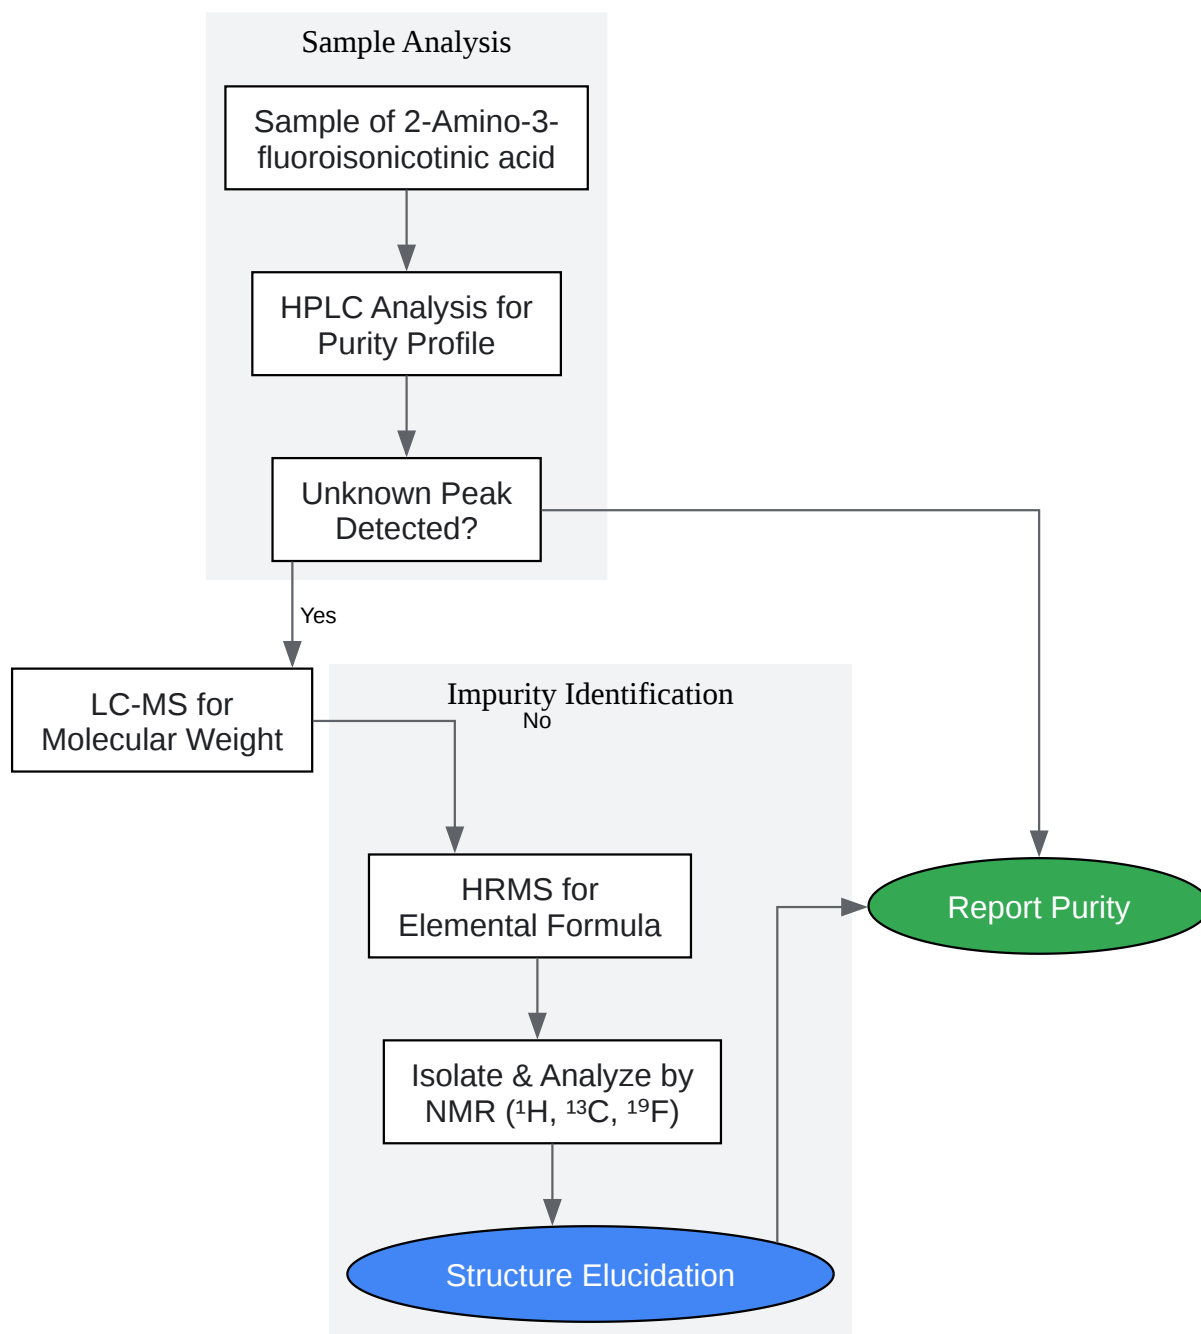 Sample Analysis
Sample of 2-Amino-3-
fluoroisonicotinic acid
HPLC Analysis for
Purity Profile
Unknown Peak
Detected?
Yes
LC-MS for
Molecular Weight
Impurity Identification
No
HRMS for
Elemental Formula
Report Purity
Isolate & Analyze by
NMR (¹H, ¹³C, ¹⁹F)
Structure Elucidation